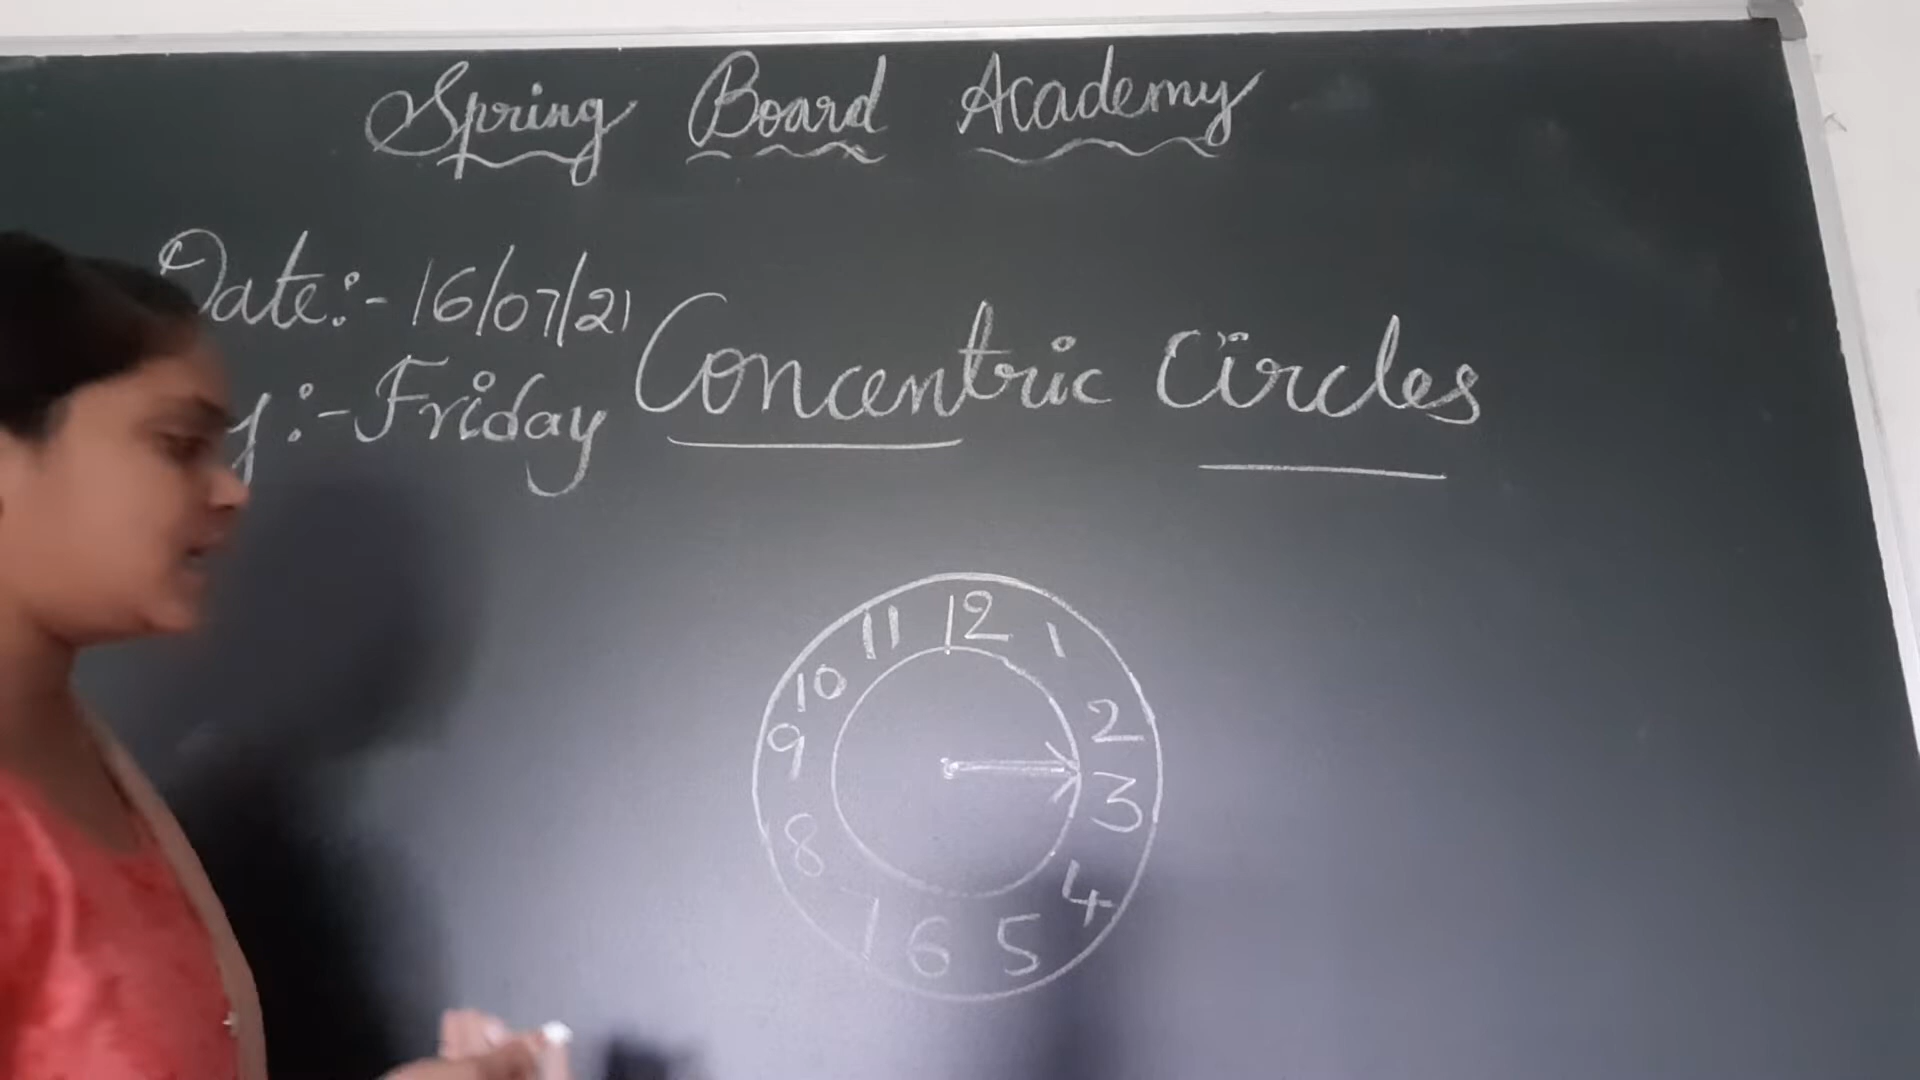 Spring Board Academy
Date:- 16/07/21
y:- Friday
Concentric Circles
12
11 1
10 2
9 3
8 4
7 6 5